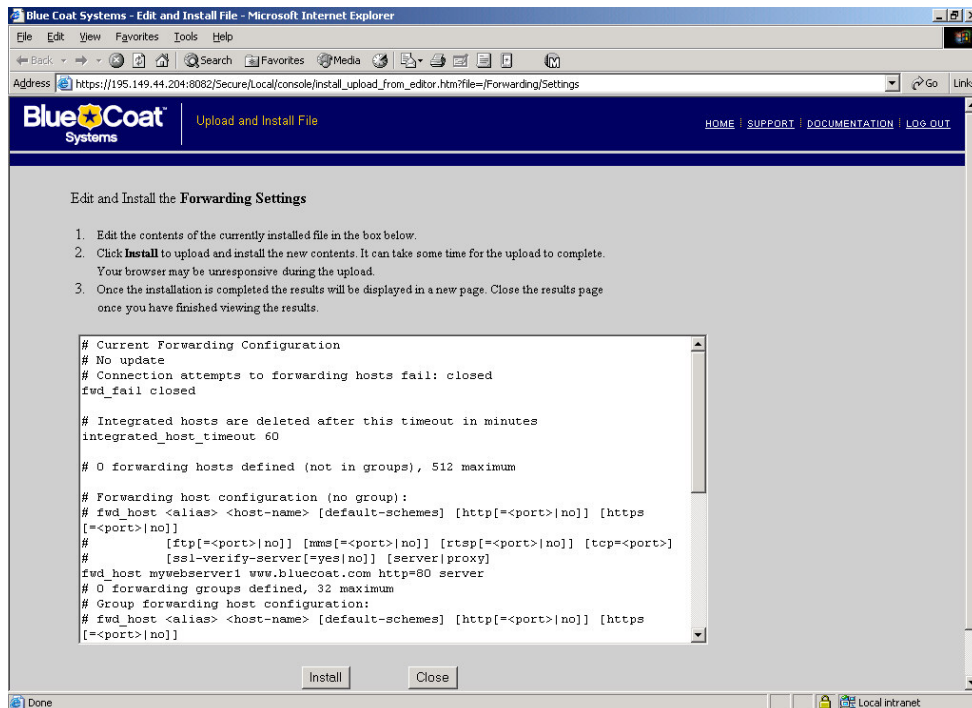 Blue Coat Systems - Edit and Install File - Microsoft Internet Explorer
File Edit View Favorites Tools Help
Back Search Favorites Media
Address https://195.149.44.204:8082/Secure/Local/console/install_upload_from_editor.htm?file=/Forwarding/Settings Go Links
Blue Coat™ Systems
Upload and Install File
HOME SUPPORT DOCUMENTATION LOG OUT
Edit and Install the Forwarding Settings
1. Edit the contents of the currently installed file in the box below.
2. Click Install to upload and install the new contents. It can take some time for the upload to complete.
Your browser may be unresponsive during the upload.
3. Once the installation is completed the results will be displayed in a new page. Close the results page
once you have finished viewing the results.
# Current Forwarding Configuration
# No update
# Connection attempts to forwarding hosts fail: closed
fwd_fail closed
# Integrated hosts are deleted after this timeout in minutes
integrated_host_timeout 60
# 0 forwarding hosts defined (not in groups), 512 maximum
# Forwarding host configuration (no group):
# fwd_host <alias> <host-name> [default-schemes] [http[=<port>|no]] [https
[=<port>|no]]
# [ftp[=<port>|no]] [mms[=<port>|no]] [rtsp[=<port>|no]] [tcp=<port>]
# [ssl-verify-server[=yes|no]] [server|proxy]
fwd_host mywebserver1 www.bluecoat.com http=80 server
# 0 forwarding groups defined, 32 maximum
# Group forwarding host configuration:
# fwd_host <alias> <host-name> [default-schemes] [http[=<port>|no]] [https
[=<port>|no]]
Install Close
Done Local intranet